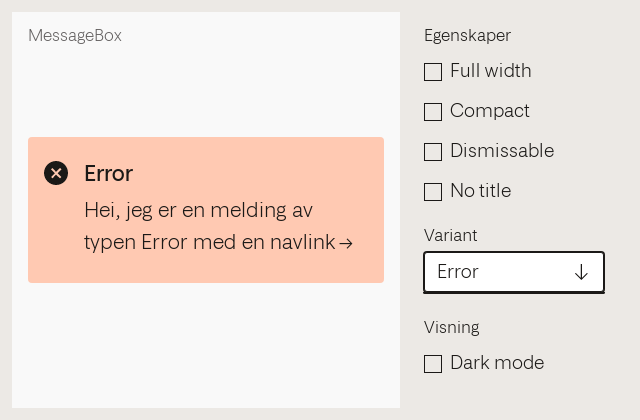 MessageBox
Error
Hei, jeg er en melding av
typen Error med en navlink →
Egenskaper
Full width
Compact
Dismissable
No title
Variant
Error
Visning
Dark mode